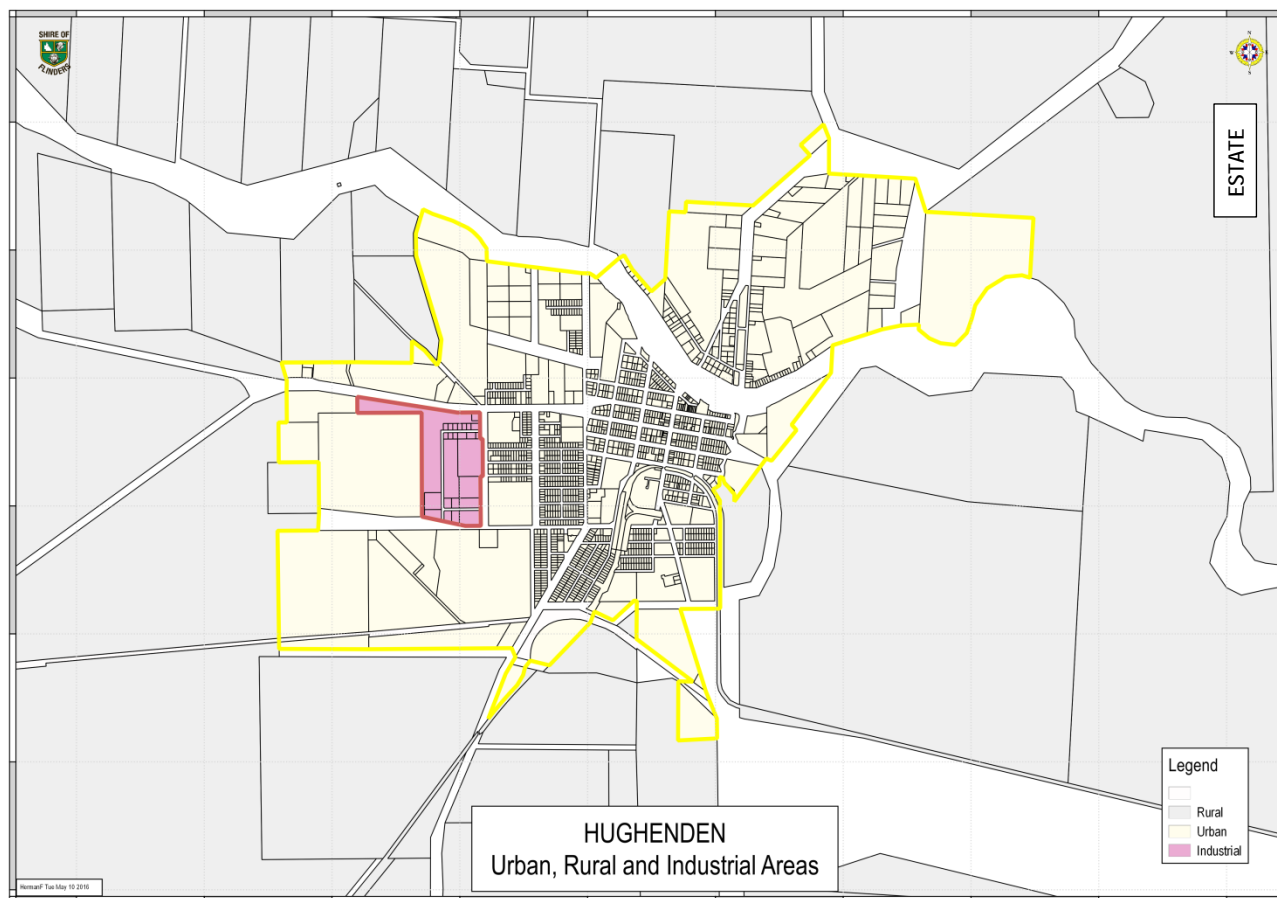 SHIRE OF
FLINDERS
ESTATE
Legend
Rural
Urban
Industrial
HUGHENDEN
Urban, Rural and Industrial Areas
HermanF Tue May 10 2016